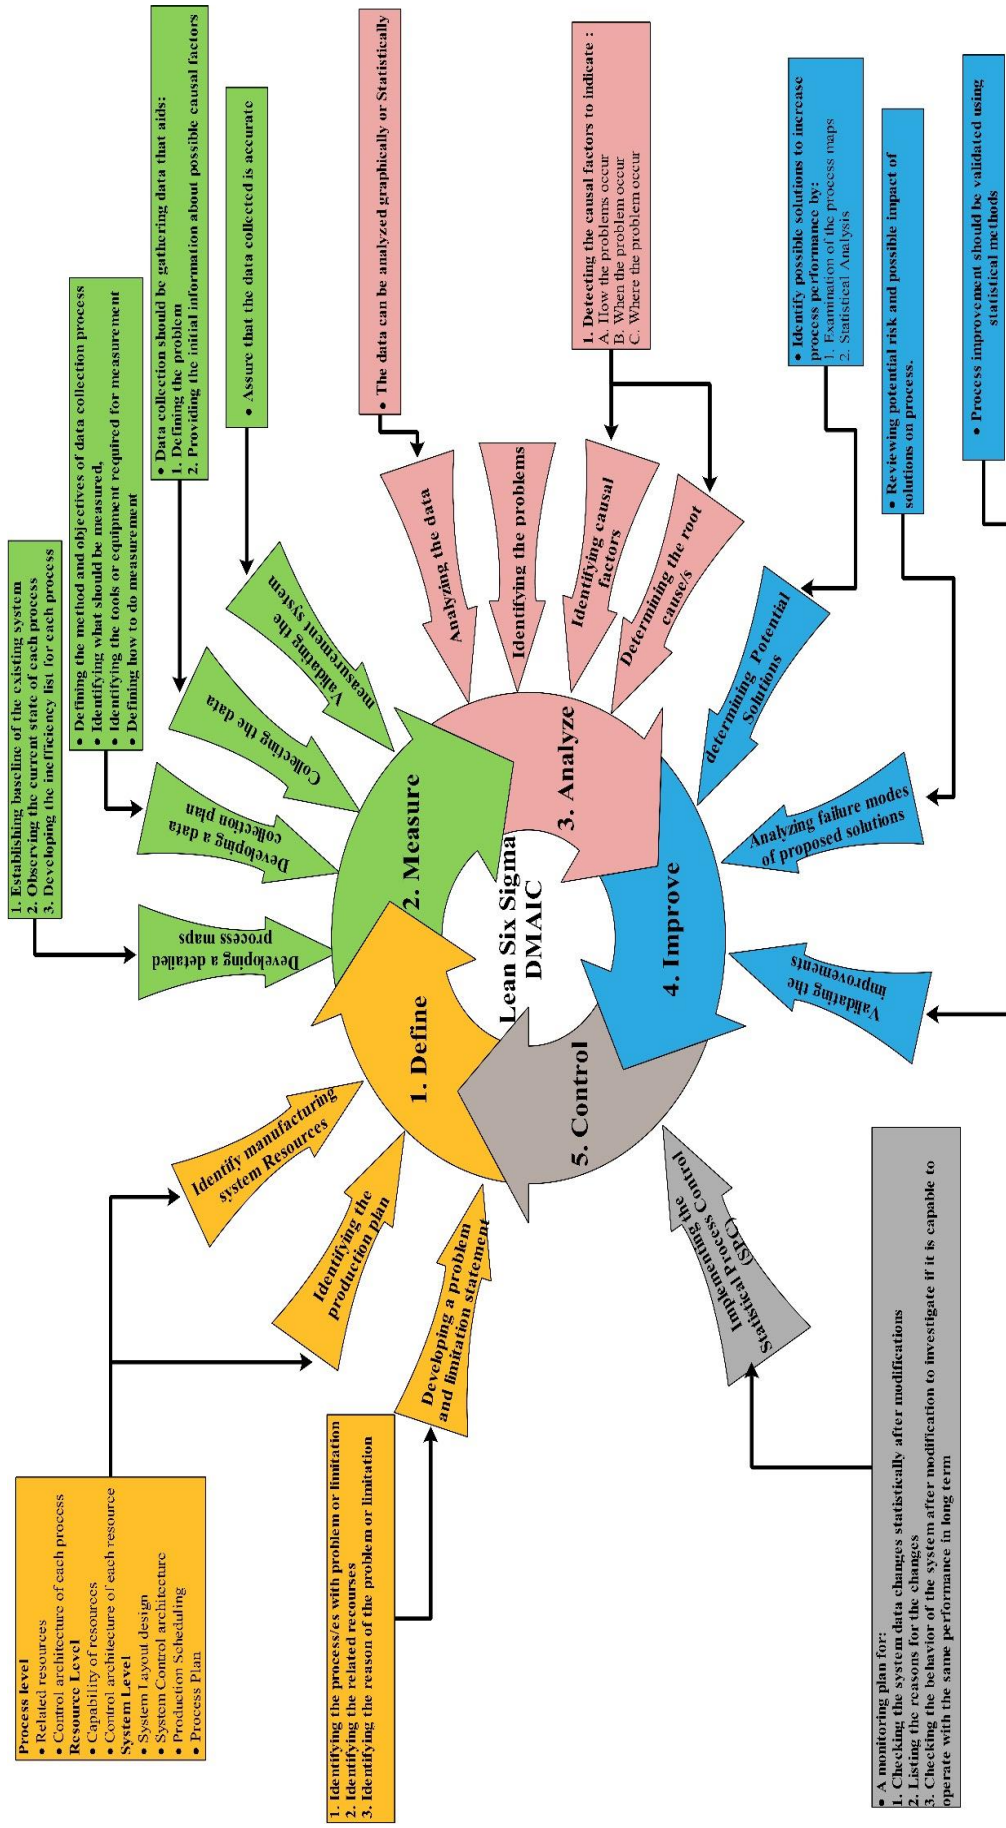 Lean Six Sigma
DMAIC
1. Define
Process level
• Related resources
• Control architecture of each process
Resource Level
• Capability of resources
• Control architecture of each resource
System Level
• System Layout design
• System Control architecture
• Production Scheduling
• Process Plan
Identify manufacturing
system Resources
Identifying the
production plan
1. Identifying the process/es with problem or limitation
2. Identifying the related recourses
3. Identifying the reason of the problem or limitation
Developing a problem
and limitation statement
2. Measure
1. Establishing baseline of the existing system
2. Observing the current state of each process
3. Developing the inefficiency list for each process
Developing a detailed
process maps
• Defining the method and objectives of data collection process
• Identifying what should be measured,
• Identifying the tools or equipment required for measurement
• Defining how to do measurement
Developing a data
collection plan
• Data collection should be gathering data that aids:
1. Defining the problem
2. Providing the initial information about possible causal factors
Collecting the data
• Assure that the data collected is accurate
Validating the
measurement system
3. Analyze
• The data can be analyzed graphically or Statistically
Analyzing the data
Identifying the problems
1. Detecting the causal factors to indicate :
A. How the problems occur
B. When the problem occur
C. Where the problem occur
Identifying causal
factors
Determining the root
cause/s
4. Improve
• Identify possible solutions to increase
process performance by:
1. Examination of the process maps
2. Statistical Analysis
determining Potential
Solutions
• Reviewing potential risk and possible impact of
solutions on process.
Analyzing failure modes
of proposed solutions
• Process improvement should be validated using
statistical methods
Validating the
improvements
5. Control
Implementing the
Statistical Process Control
(SPC)
• A monitoring plan for:
1. Checking the system data changes statistically after modifications
2. Listing the reasons for the changes
3. Checking the behavior of the system after modification to investigate if it is capable to
operate with the same performance in long term